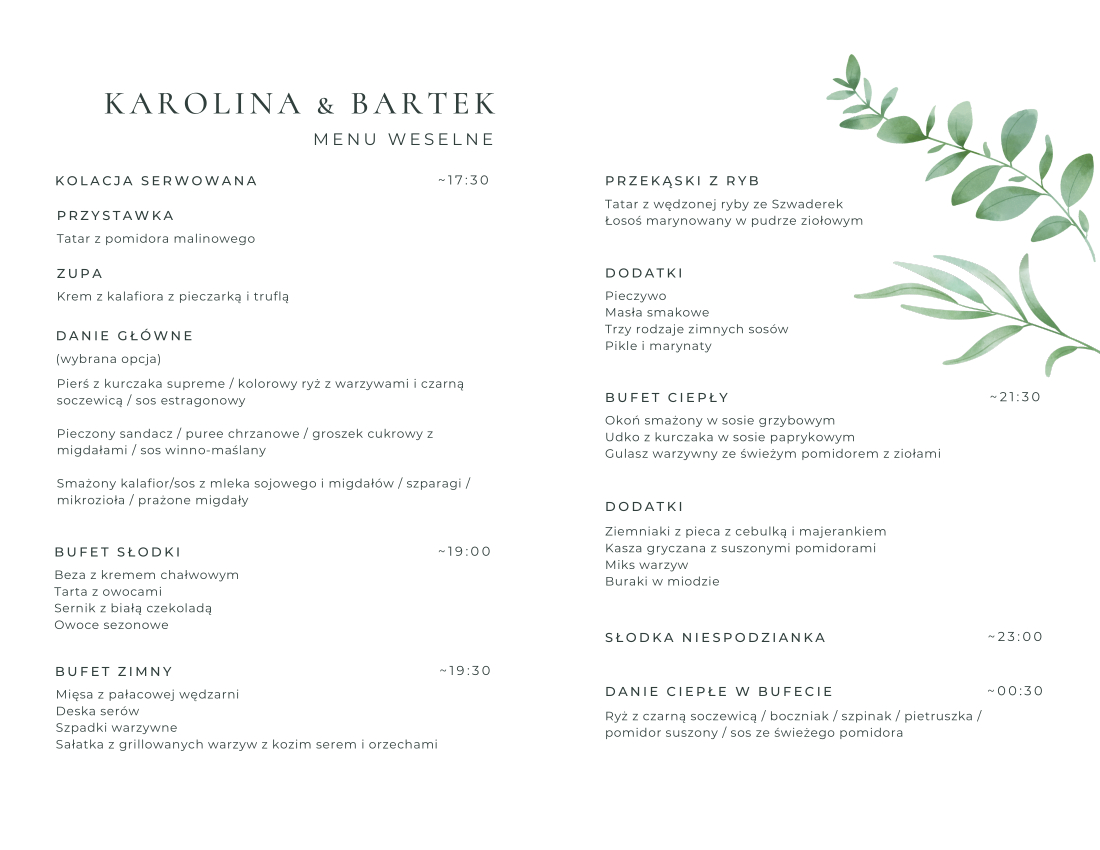 KAROLINA & BARTEK
MENU WESELNE
KOLACJA SERWOWANA ~17:30
PRZYSTAWKA
Tatar z pomidora malinowego
ZUPA
Krem z kalafiora z pieczarką i truflą
DANIE GŁÓWNE
(wybrana opcja)
Pierś z kurczaka supreme / kolorowy ryż z warzywami i czarną
soczewicą / sos estragonowy
Pieczony sandacz / puree chrzanowe / groszek cukrowy z
migdałami / sos winno-maślany
Smażony kalafior/sos z mleka sojowego i migdałów / szparagi /
mikrozioła / prażone migdały
BUFET SŁODKI ~19:00
Beza z kremem chałwowym
Tarta z owocami
Sernik z białą czekoladą
Owoce sezonowe
BUFET ZIMNY ~19:30
Mięsa z pałacowej wędzarni
Deska serów
Szpadki warzywne
Sałatka z grillowanych warzyw z kozim serem i orzechami
PRZEKĄSKI Z RYB
Tatar z wędzonej ryby ze Szwaderek
Łosoś marynowany w pudrze ziołowym
DODATKI
Pieczywo
Masła smakowe
Trzy rodzaje zimnych sosów
Pikle i marynaty
BUFET CIEPŁY ~21:30
Okoń smażony w sosie grzybowym
Udko z kurczaka w sosie paprykowym
Gulasz warzywny ze świeżym pomidorem z ziołami
DODATKI
Ziemniaki z pieca z cebulką i majerankiem
Kasza gryczana z suszonymi pomidorami
Miks warzyw
Buraki w miodzie
SŁODKA NIESPODZIANKA ~23:00
DANIE CIEPŁE W BUFECIE ~00:30
Ryż z czarną soczewicą / boczniak / szpinak / pietruszka /
pomidor suszony / sos ze świeżego pomidora